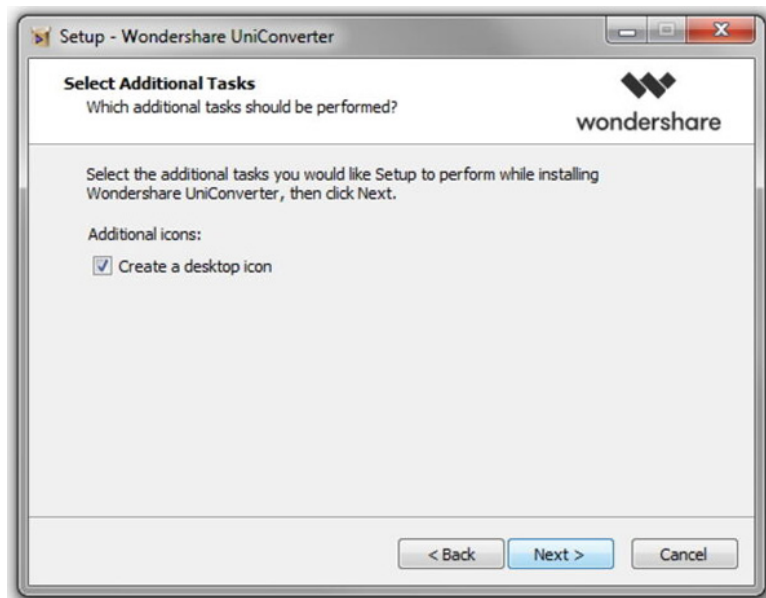 Setup - Wondershare UniConverter
Select Additional Tasks
Which additional tasks should be performed?
wondershare
Select the additional tasks you would like Setup to perform while installing
Wondershare UniConverter, then click Next.
Additional icons:
Create a desktop icon
< Back
Next >
Cancel